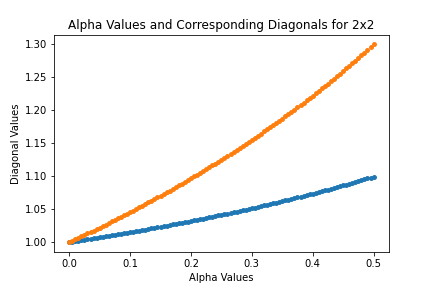 Alpha Values and Corresponding Diagonals for 2x2
1.30
1.25
1.20
1.15
1.10
1.05
1.00
Diagonal Values
0.0 0.1 0.2 0.3 0.4 0.5
Alpha Values